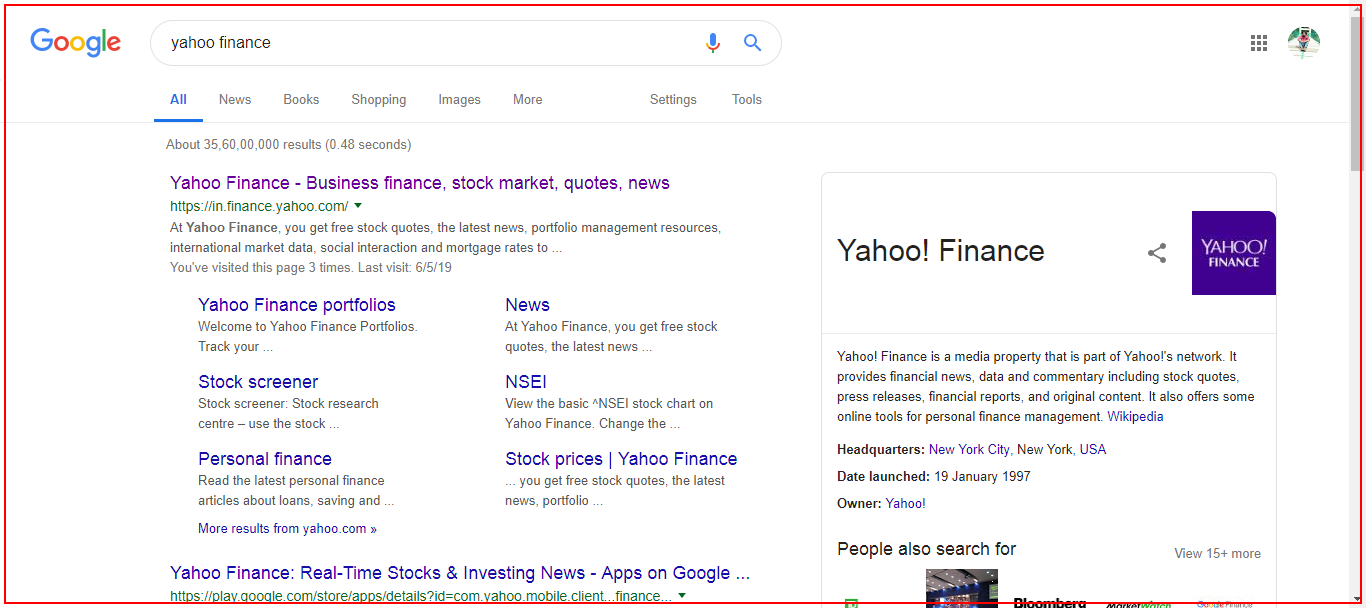 Google
yahoo finance
All News Books Shopping Images More Settings Tools
About 35,60,00,000 results (0.48 seconds)
Yahoo Finance - Business finance, stock market, quotes, news
https://in.finance.yahoo.com/
At Yahoo Finance, you get free stock quotes, the latest news, portfolio management resources,
international market data, social interaction and mortgage rates to ...
You've visited this page 3 times. Last visit: 6/5/19
Yahoo Finance portfolios
Welcome to Yahoo Finance Portfolios.
Track your ...
News
At Yahoo Finance, you get free stock
quotes, the latest news ...
Stock screener
Stock screener: Stock research
centre – use the stock ...
NSEI
View the basic ^NSEI stock chart on
Yahoo Finance. Change the ...
Personal finance
Read the latest personal finance
articles about loans, saving and ...
Stock prices | Yahoo Finance
... you get free stock quotes, the latest
news, portfolio ...
More results from yahoo.com »
Yahoo Finance: Real-Time Stocks & Investing News - Apps on Google ...
https://play.google.com/store/apps/details?id=com.yahoo.mobile.client...finance...
Yahoo! Finance
YAHOO!
FINANCE
Yahoo! Finance is a media property that is part of Yahoo!'s network. It
provides financial news, data and commentary including stock quotes,
press releases, financial reports, and original content. It also offers some
online tools for personal finance management. Wikipedia
Headquarters: New York City, New York, USA
Date launched: 19 January 1997
Owner: Yahoo!
People also search for
View 15+ more
Bloomberg
MarketWatch
Google Finance